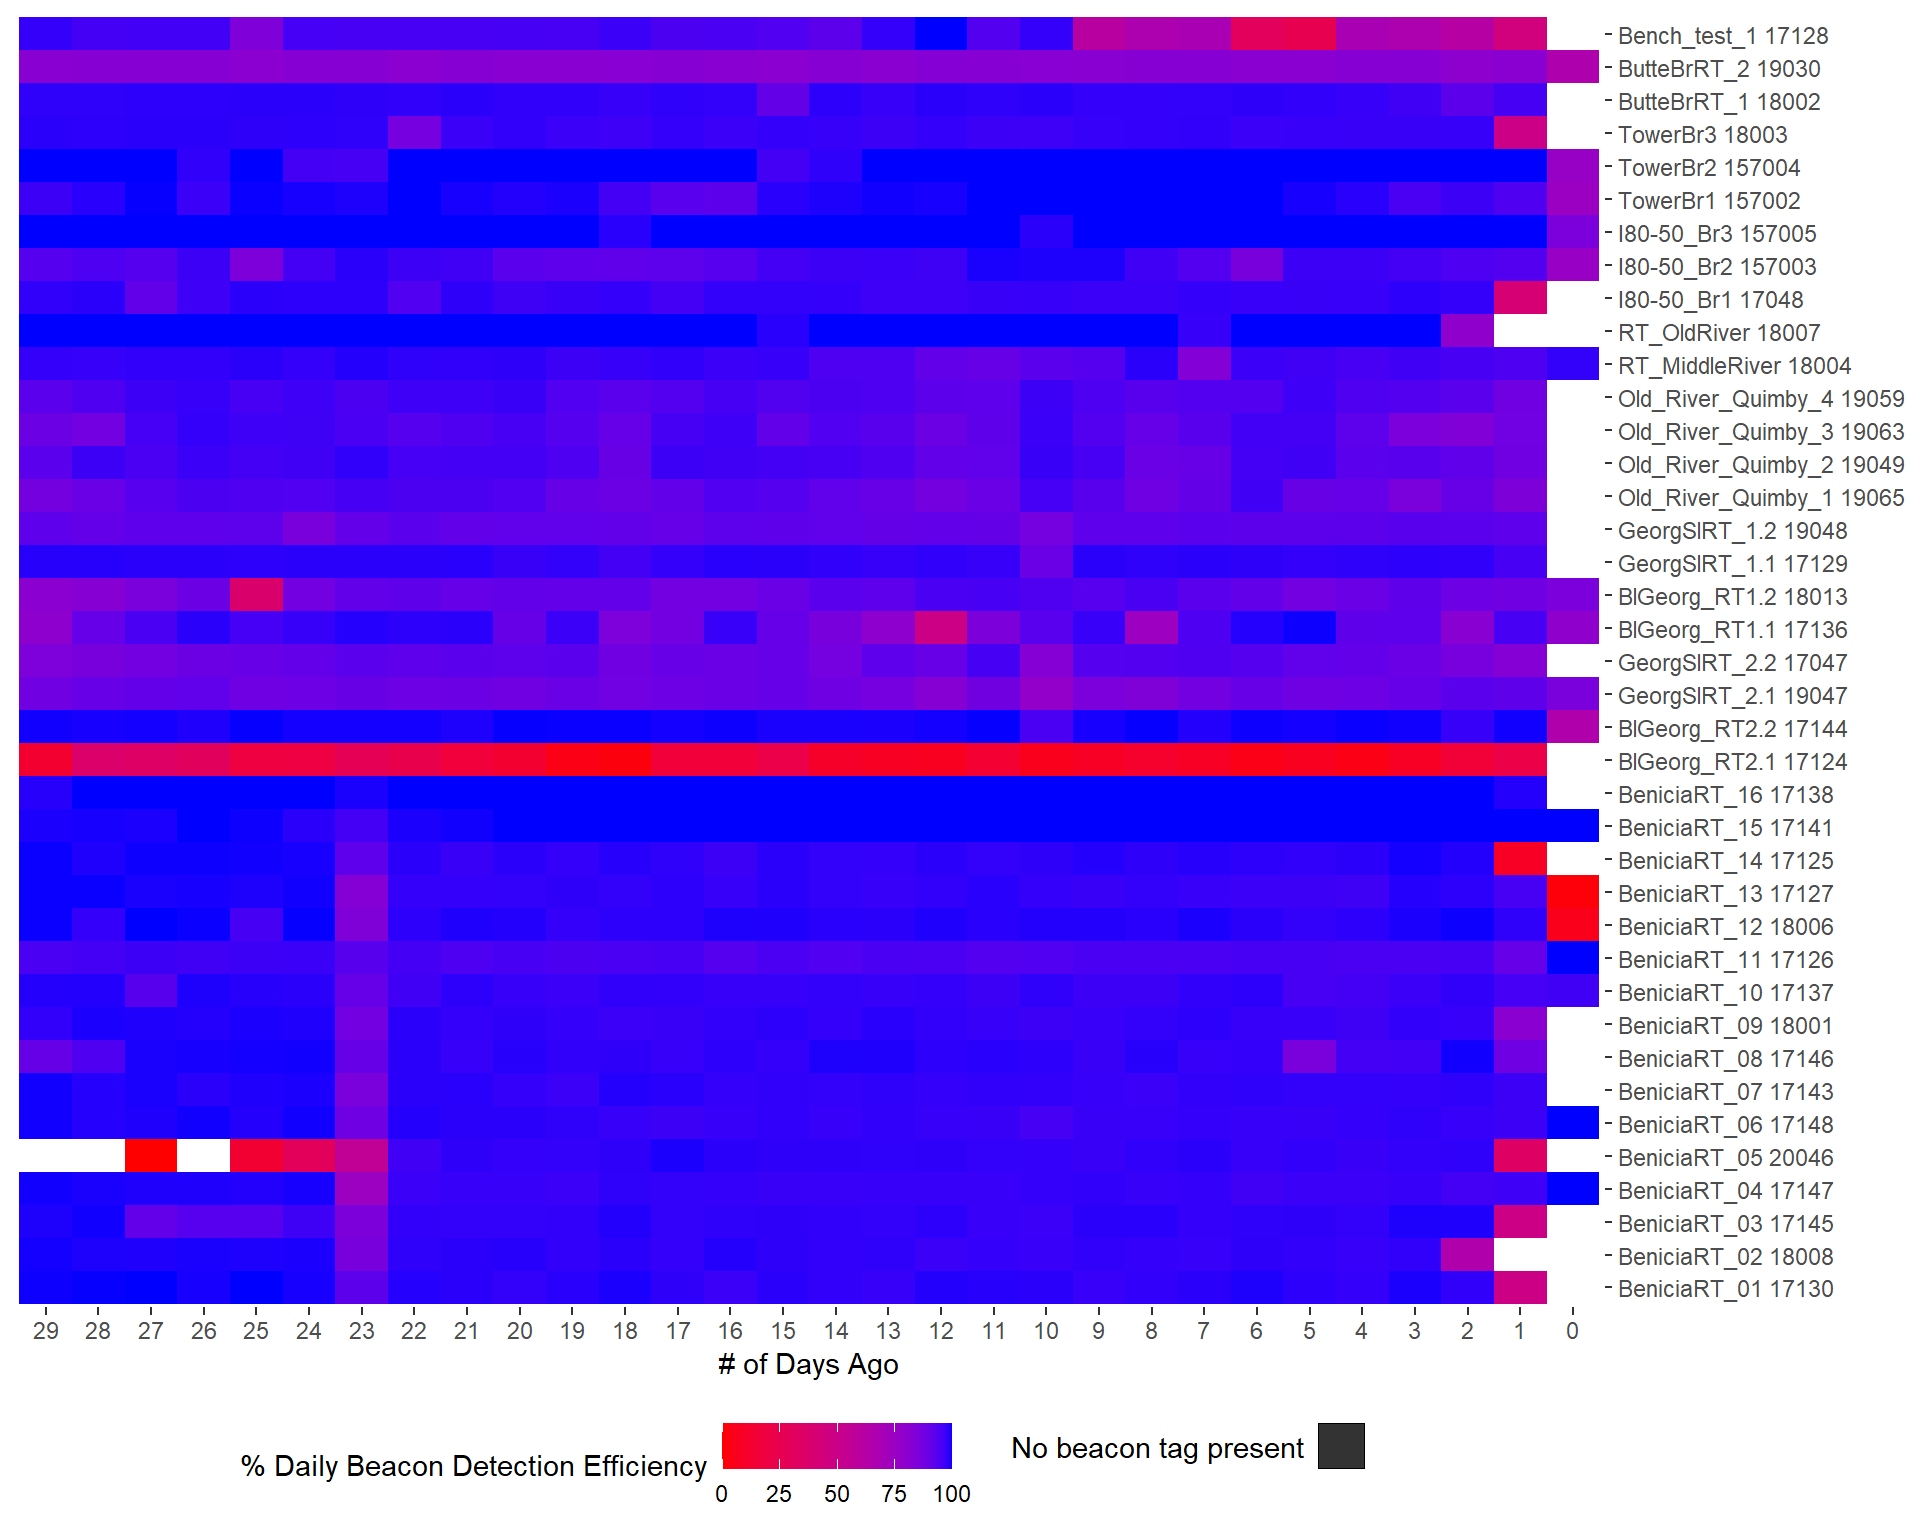 Bench_test_1 17128
ButteBrRT_2 19030
ButteBrRT_1 18002
TowerBr3 18003
TowerBr2 157004
TowerBr1 157002
I80-50_Br3 157005
I80-50_Br2 157003
I80-50_Br1 17048
RT_OldRiver 18007
RT_MiddleRiver 18004
Old_River_Quimby_4 19059
Old_River_Quimby_3 19063
Old_River_Quimby_2 19049
Old_River_Quimby_1 19065
GeorgSlRT_1.2 19048
GeorgSlRT_1.1 17129
BlGeorg_RT1.2 18013
BlGeorg_RT1.1 17136
GeorgSlRT_2.2 17047
GeorgSlRT_2.1 19047
BlGeorg_RT2.2 17144
BlGeorg_RT2.1 17124
BeniciaRT_16 17138
BeniciaRT_15 17141
BeniciaRT_14 17125
BeniciaRT_13 17127
BeniciaRT_12 18006
BeniciaRT_11 17126
BeniciaRT_10 17137
BeniciaRT_09 18001
BeniciaRT_08 17146
BeniciaRT_07 17143
BeniciaRT_06 17148
BeniciaRT_05 20046
BeniciaRT_04 17147
BeniciaRT_03 17145
BeniciaRT_02 18008
BeniciaRT_01 17130
29 28 27 26 25 24 23 22 21 20 19 18 17 16 15 14 13 12 11 10 9 8 7 6 5 4 3 2 1 0
# of Days Ago
% Daily Beacon Detection Efficiency
0 25 50 75 100
No beacon tag present